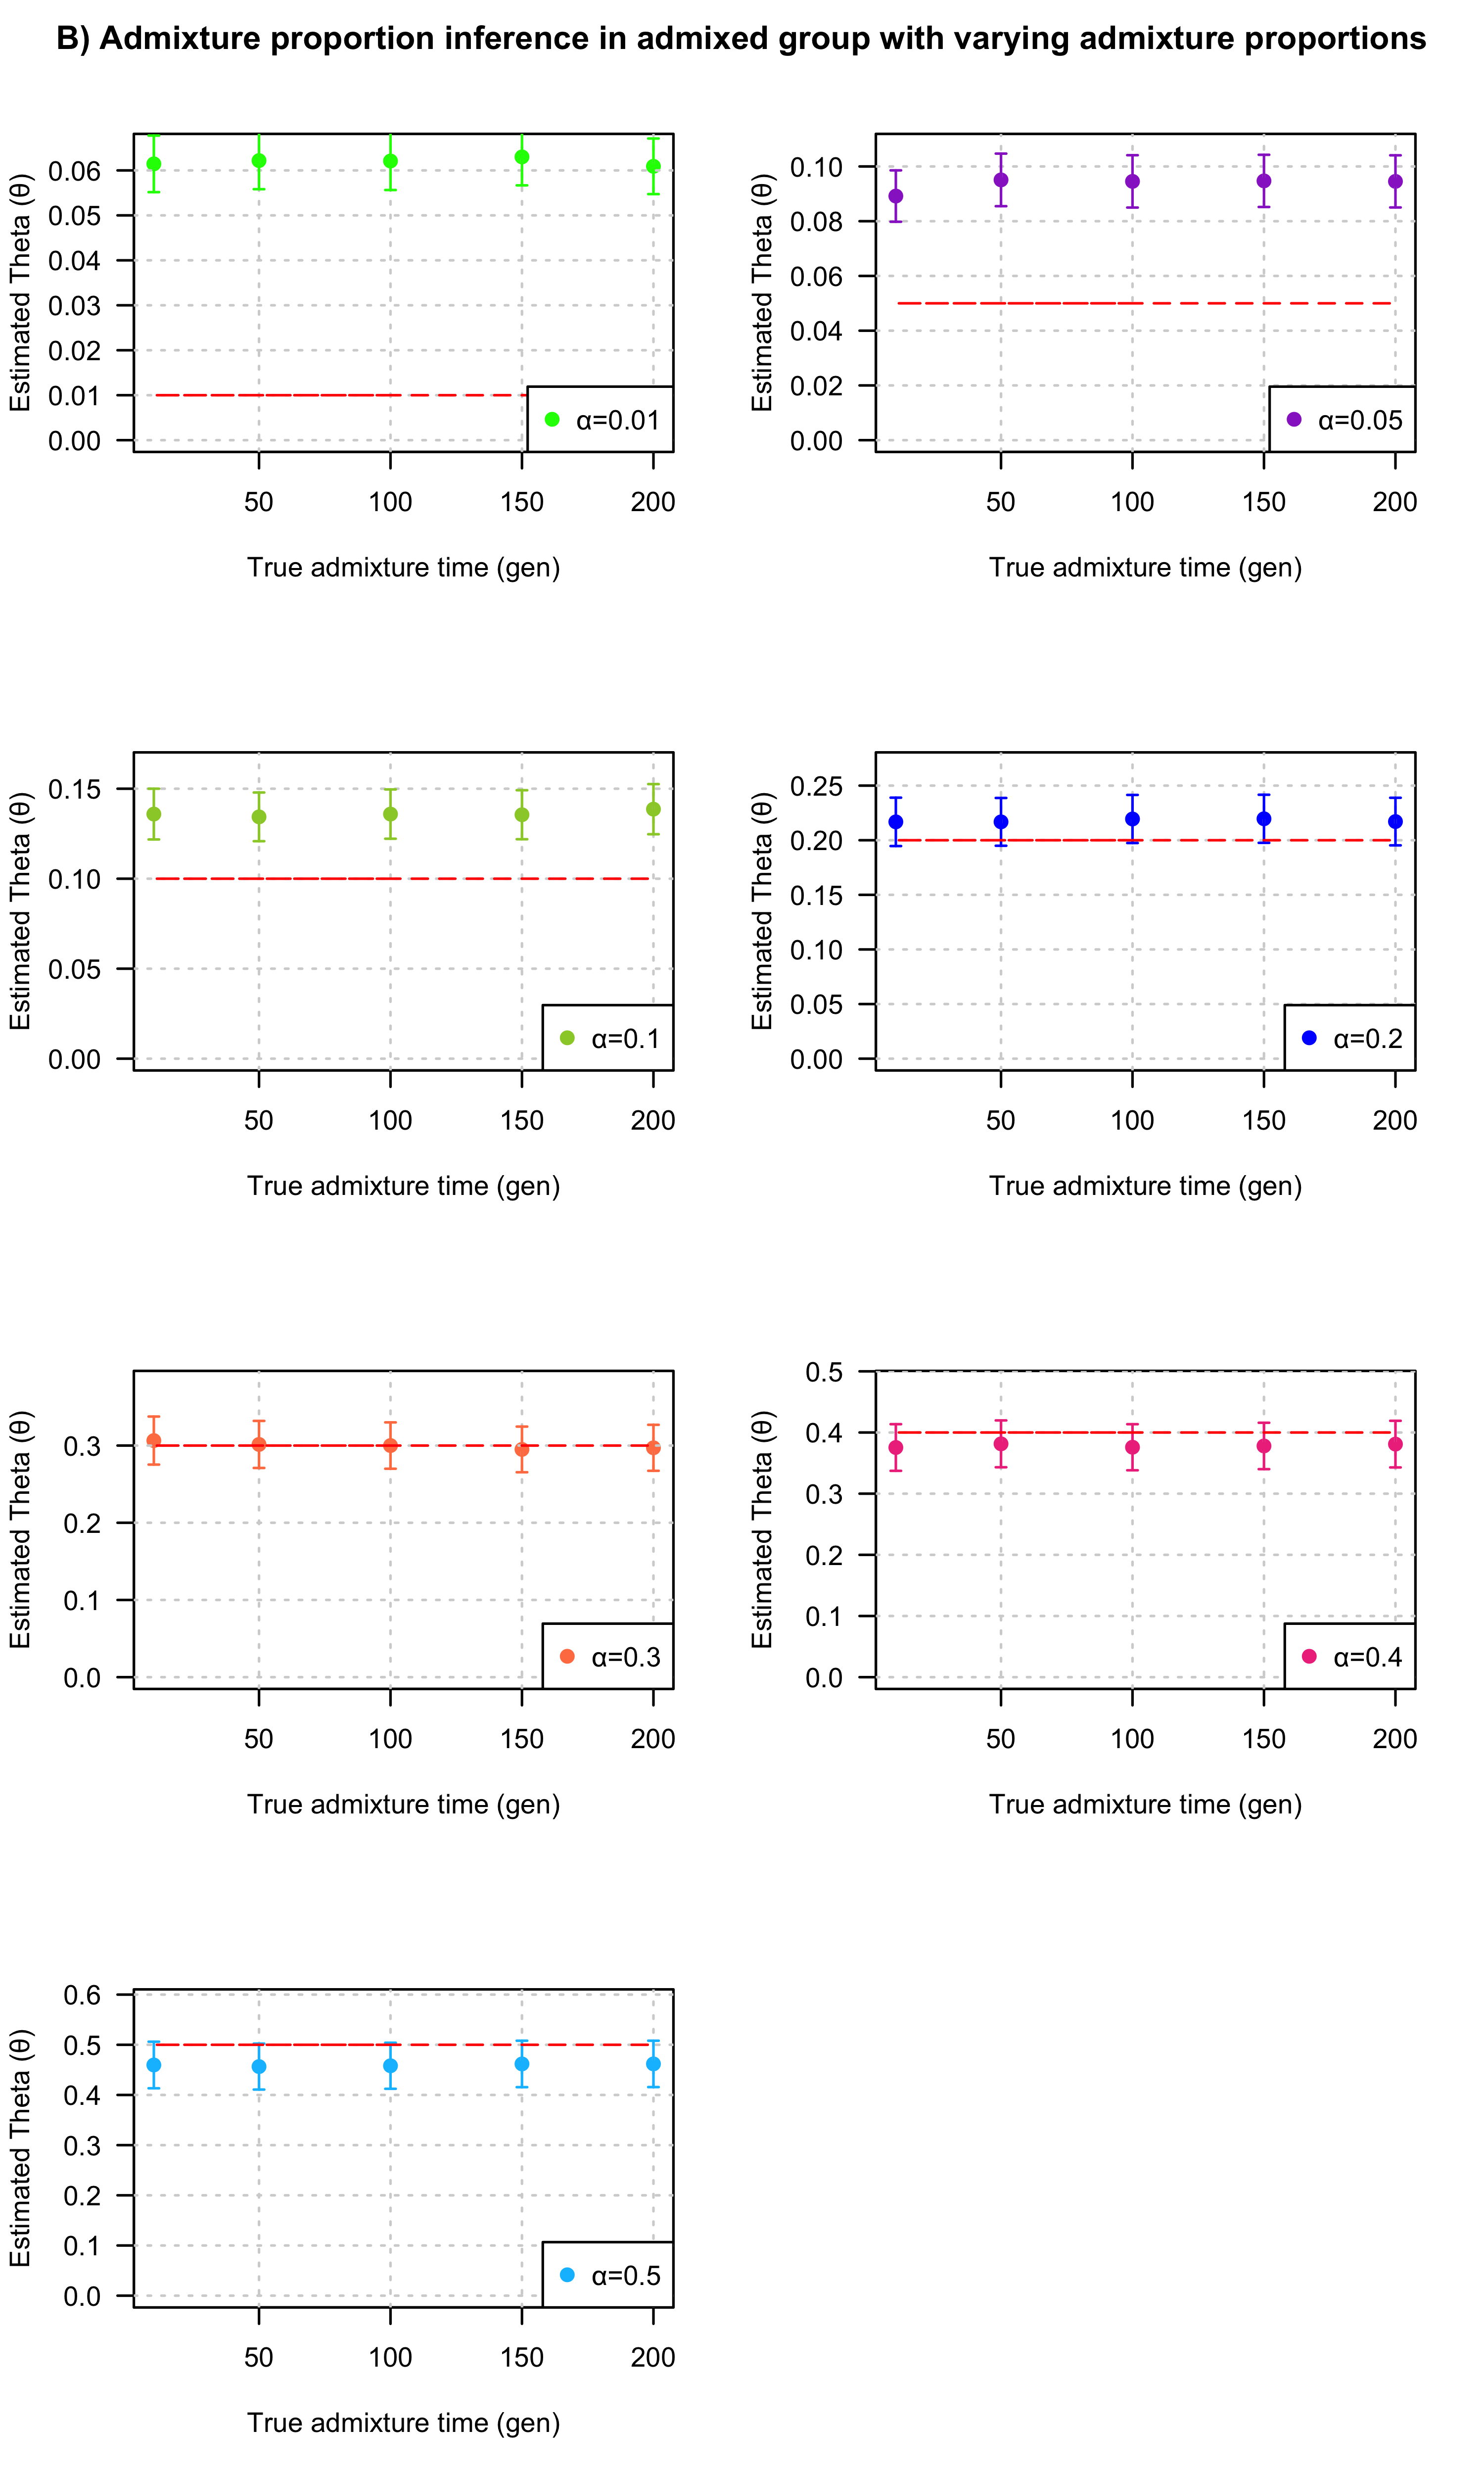 B) Admixture proportion inference in admixed group with varying admixture proportions
Estimated Theta (θ)
0.06
0.05
0.04
0.03
0.02
0.01
0.00
α=0.01
50 100 150 200
True admixture time (gen)
Estimated Theta (θ)
0.10
0.08
0.06
0.04
0.02
0.00
α=0.05
50 100 150 200
True admixture time (gen)
Estimated Theta (θ)
0.15
0.10
0.05
0.00
α=0.1
50 100 150 200
True admixture time (gen)
Estimated Theta (θ)
0.25
0.20
0.15
0.10
0.05
0.00
α=0.2
50 100 150 200
True admixture time (gen)
Estimated Theta (θ)
0.3
0.2
0.1
0.0
α=0.3
50 100 150 200
True admixture time (gen)
Estimated Theta (θ)
0.5
0.4
0.3
0.2
0.1
0.0
α=0.4
50 100 150 200
True admixture time (gen)
Estimated Theta (θ)
0.6
0.5
0.4
0.3
0.2
0.1
0.0
α=0.5
50 100 150 200
True admixture time (gen)